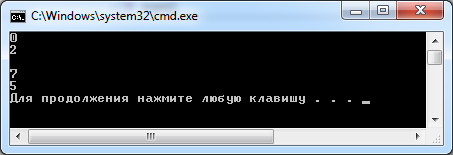 C:\Windows\system32\cmd.exe
0
2
7
5
Для продолжения нажмите любую клавишу . . .